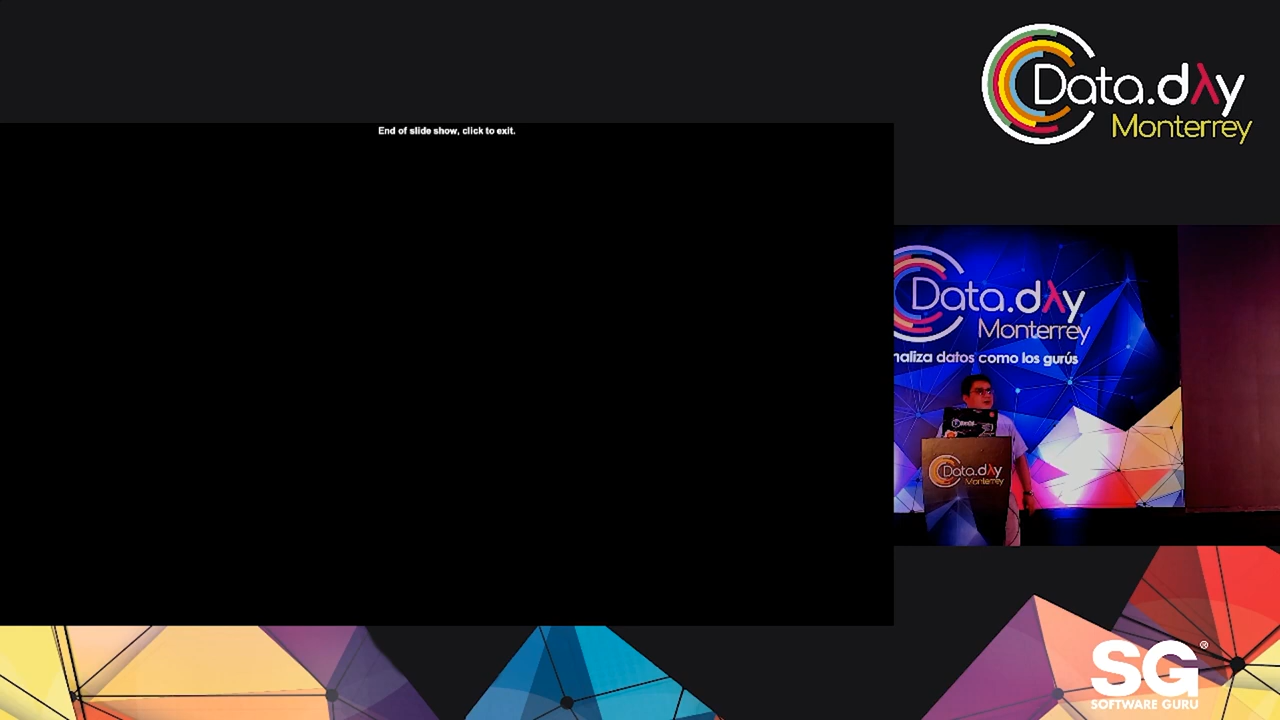 Data.dλy
Monterrey
End of slide show, click to exit.
Data.dλy
Monterrey
naliza datos como los gurús
Data.dλy
Monterrey
SG®
SOFTWARE GURU